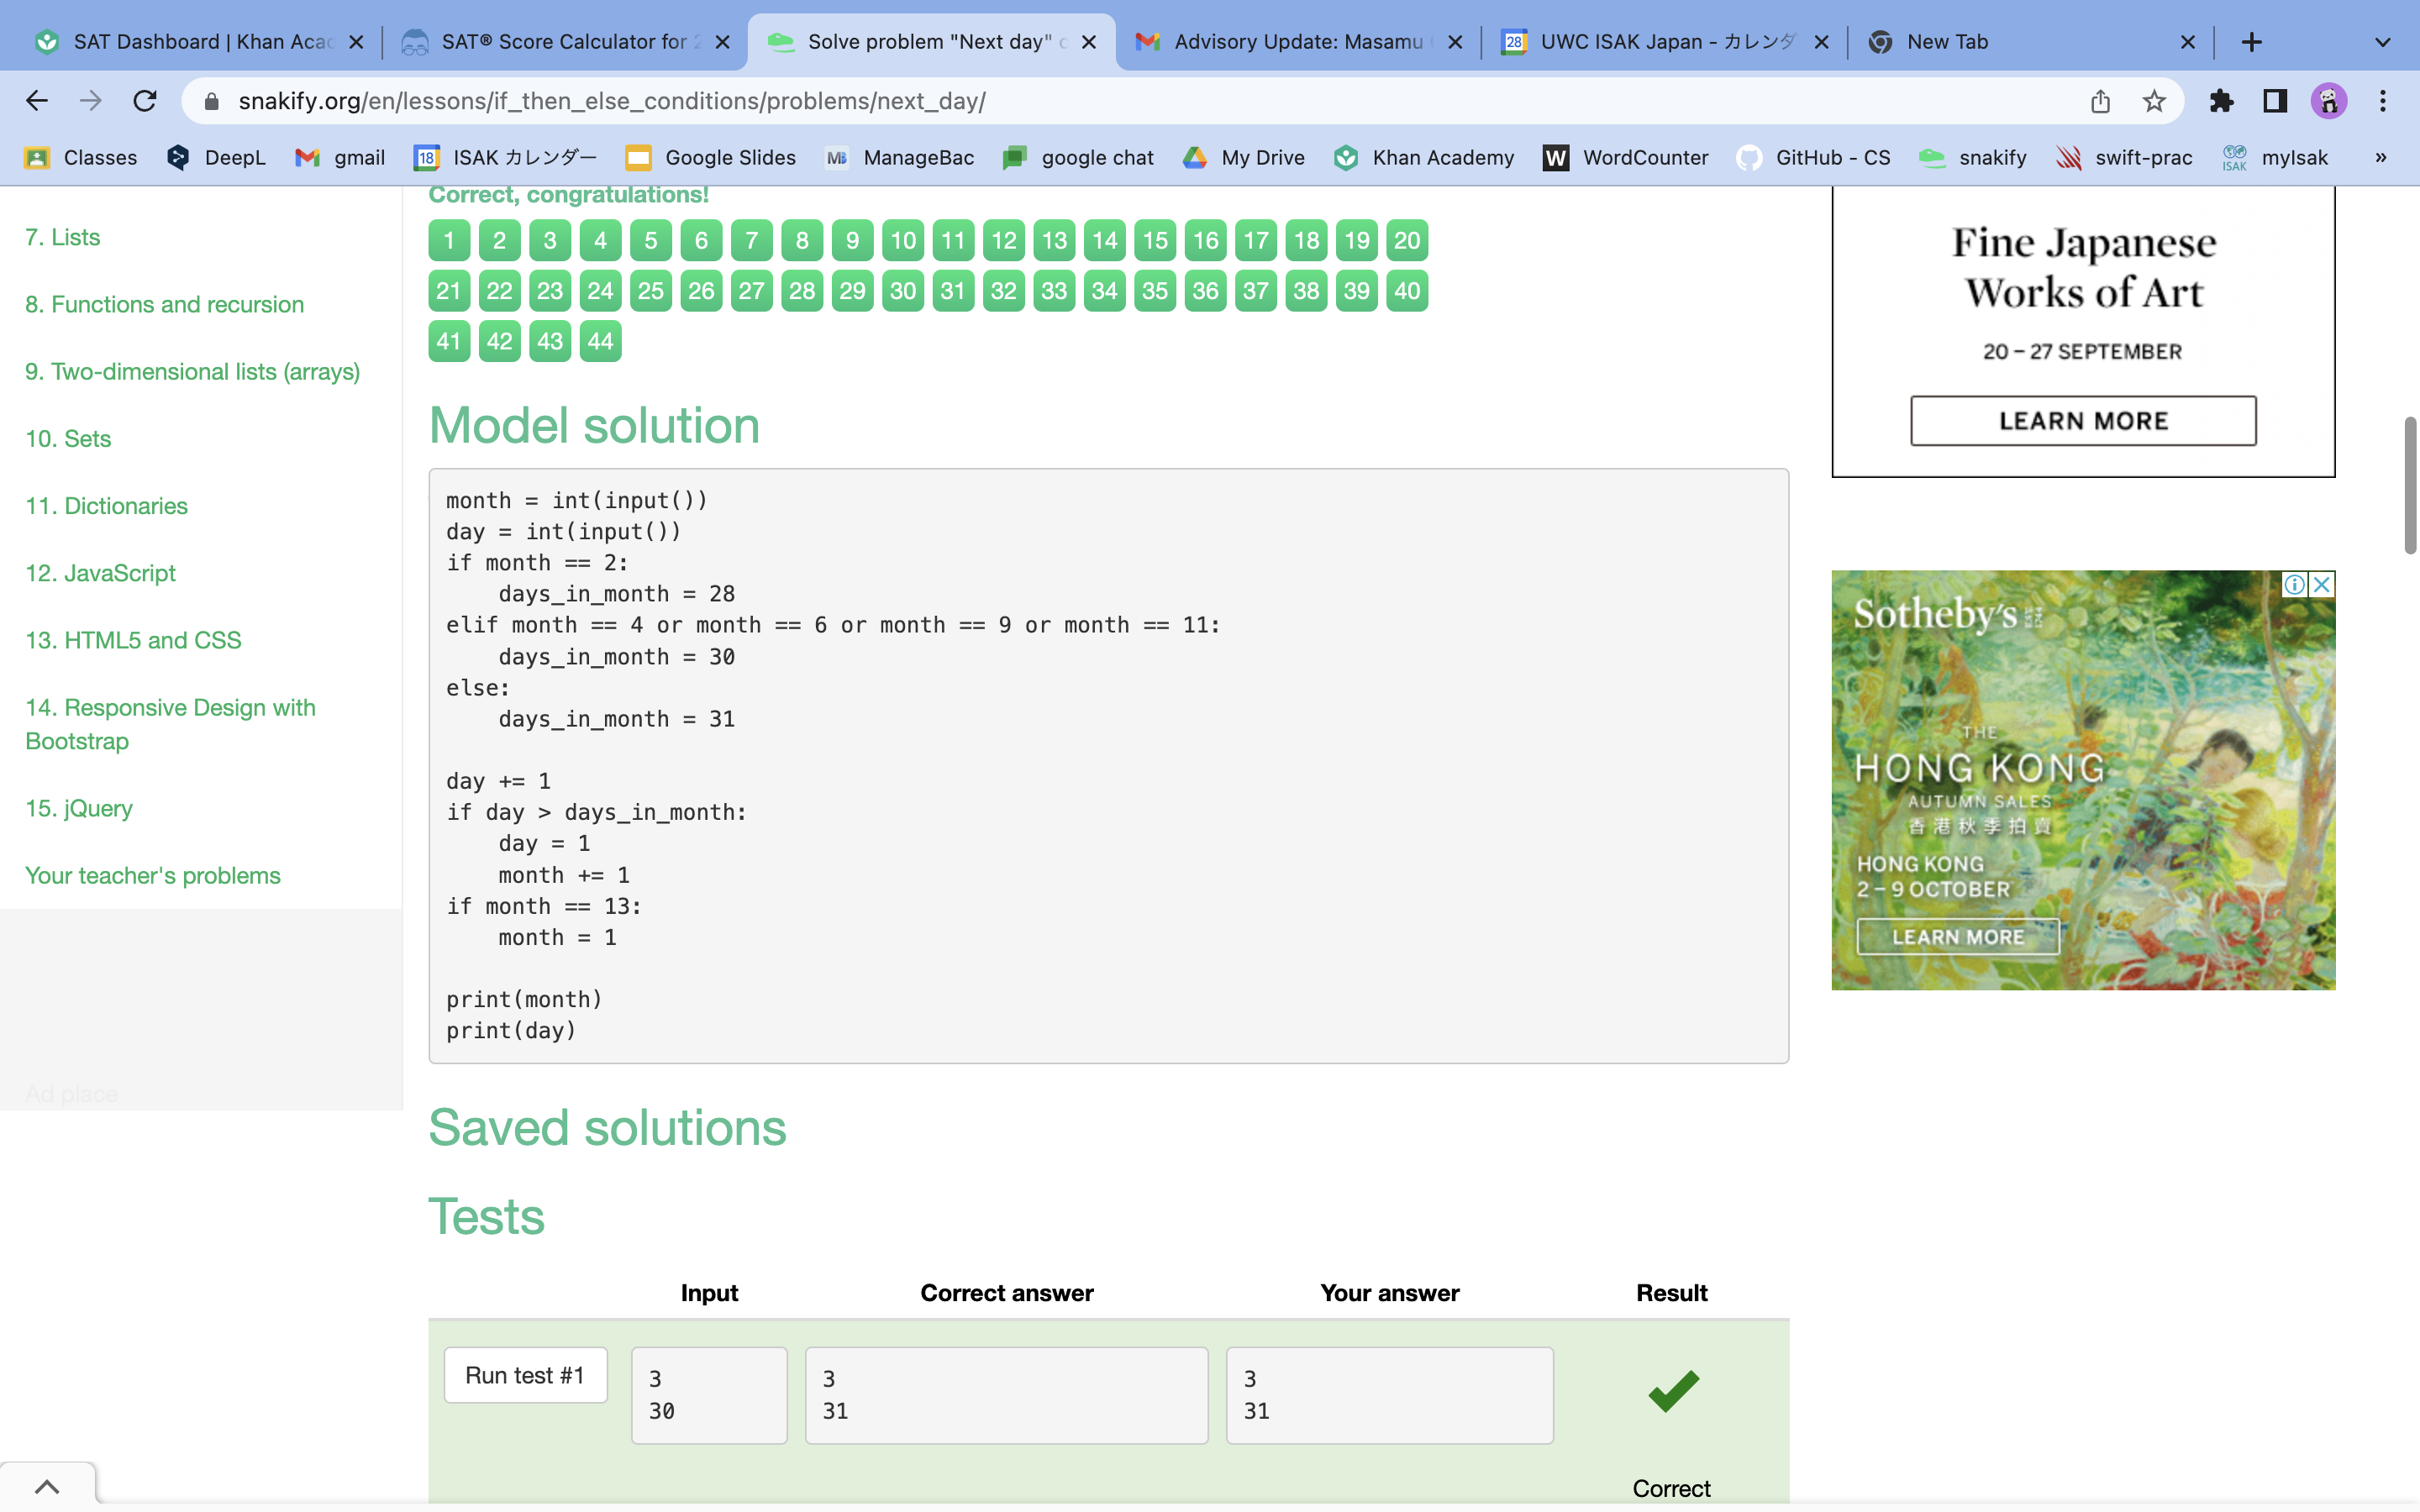 SAT Dashboard | Khan Acac
SAT® Score Calculator for 2
Solve problem "Next day" o
Advisory Update: Masamu
28 UWC ISAK Japan - カレンダ
New Tab
snakify.org/en/lessons/if_then_else_conditions/problems/next_day/
Classes
DeepL
gmail
18 ISAK カレンダー
Google Slides
MB ManageBac
google chat
My Drive
Khan Academy
W WordCounter
GitHub - CS
snakify
swift-prac
ISAK myIsak
»
7. Lists
8. Functions and recursion
9. Two-dimensional lists (arrays)
10. Sets
11. Dictionaries
12. JavaScript
13. HTML5 and CSS
14. Responsive Design with
Bootstrap
15. jQuery
Your teacher's problems
Ad place
Correct, congratulations!
1 2 3 4 5 6 7 8 9 10 11 12 13 14 15 16 17 18 19 20
21 22 23 24 25 26 27 28 29 30 31 32 33 34 35 36 37 38 39 40
41 42 43 44
Model solution
month = int(input())
day = int(input())
if month == 2:
    days_in_month = 28
elif month == 4 or month == 6 or month == 9 or month == 11:
    days_in_month = 30
else:
    days_in_month = 31
day += 1
if day > days_in_month:
    day = 1
    month += 1
if month == 13:
    month = 1
print(month)
print(day)
Saved solutions
Tests
Input Correct answer Your answer Result
Run test #1
3
30
3
31
3
31
Correct
Fine Japanese
Works of Art
20 – 27 SEPTEMBER
LEARN MORE
Sotheby's
THE
HONG KONG
AUTUMN SALES
香港秋季拍賣
HONG KONG
2 – 9 OCTOBER
LEARN MORE